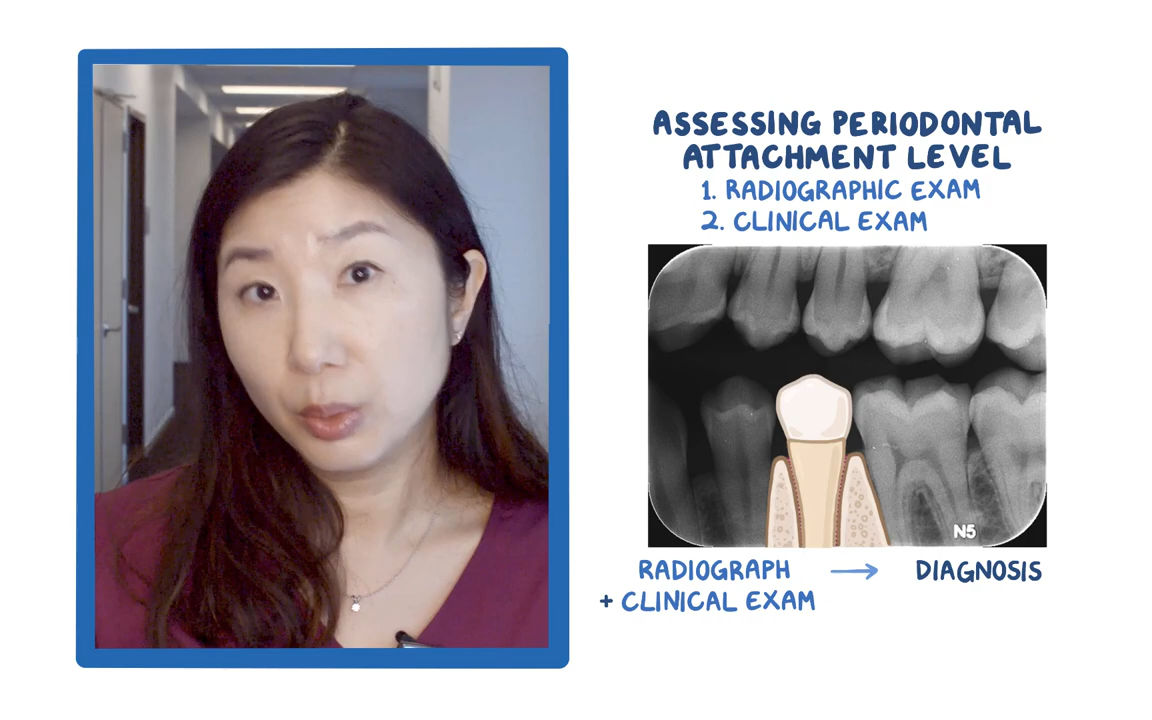 ASSESSING PERIODONTAL
ATTACHMENT LEVEL
1. RADIOGRAPHIC EXAM
2. CLINICAL EXAM
N5
RADIOGRAPH → DIAGNOSIS
+ CLINICAL EXAM